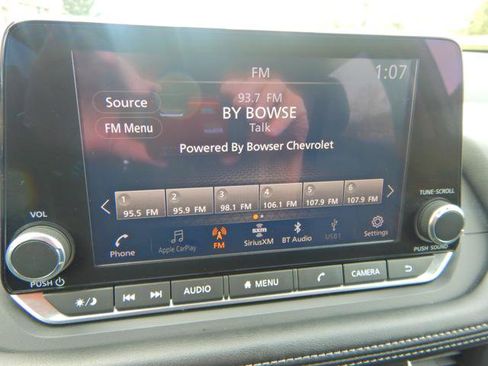 FM
1:07
Source
93.7 FM
BY BOWSE
FM Menu
Talk
Powered By Bowser Chevrolet
1 2 3 4 5 6
95.5 FM 95.9 FM 98.1 FM 106.1 FM 107.9 FM 107.9 FM
TUNE·SCROLL
VOL
Phone Apple CarPlay FM SiriusXM BT Audio USB1 Settings
PUSH
PUSH SOUND
AUDIO MENU CAMERA